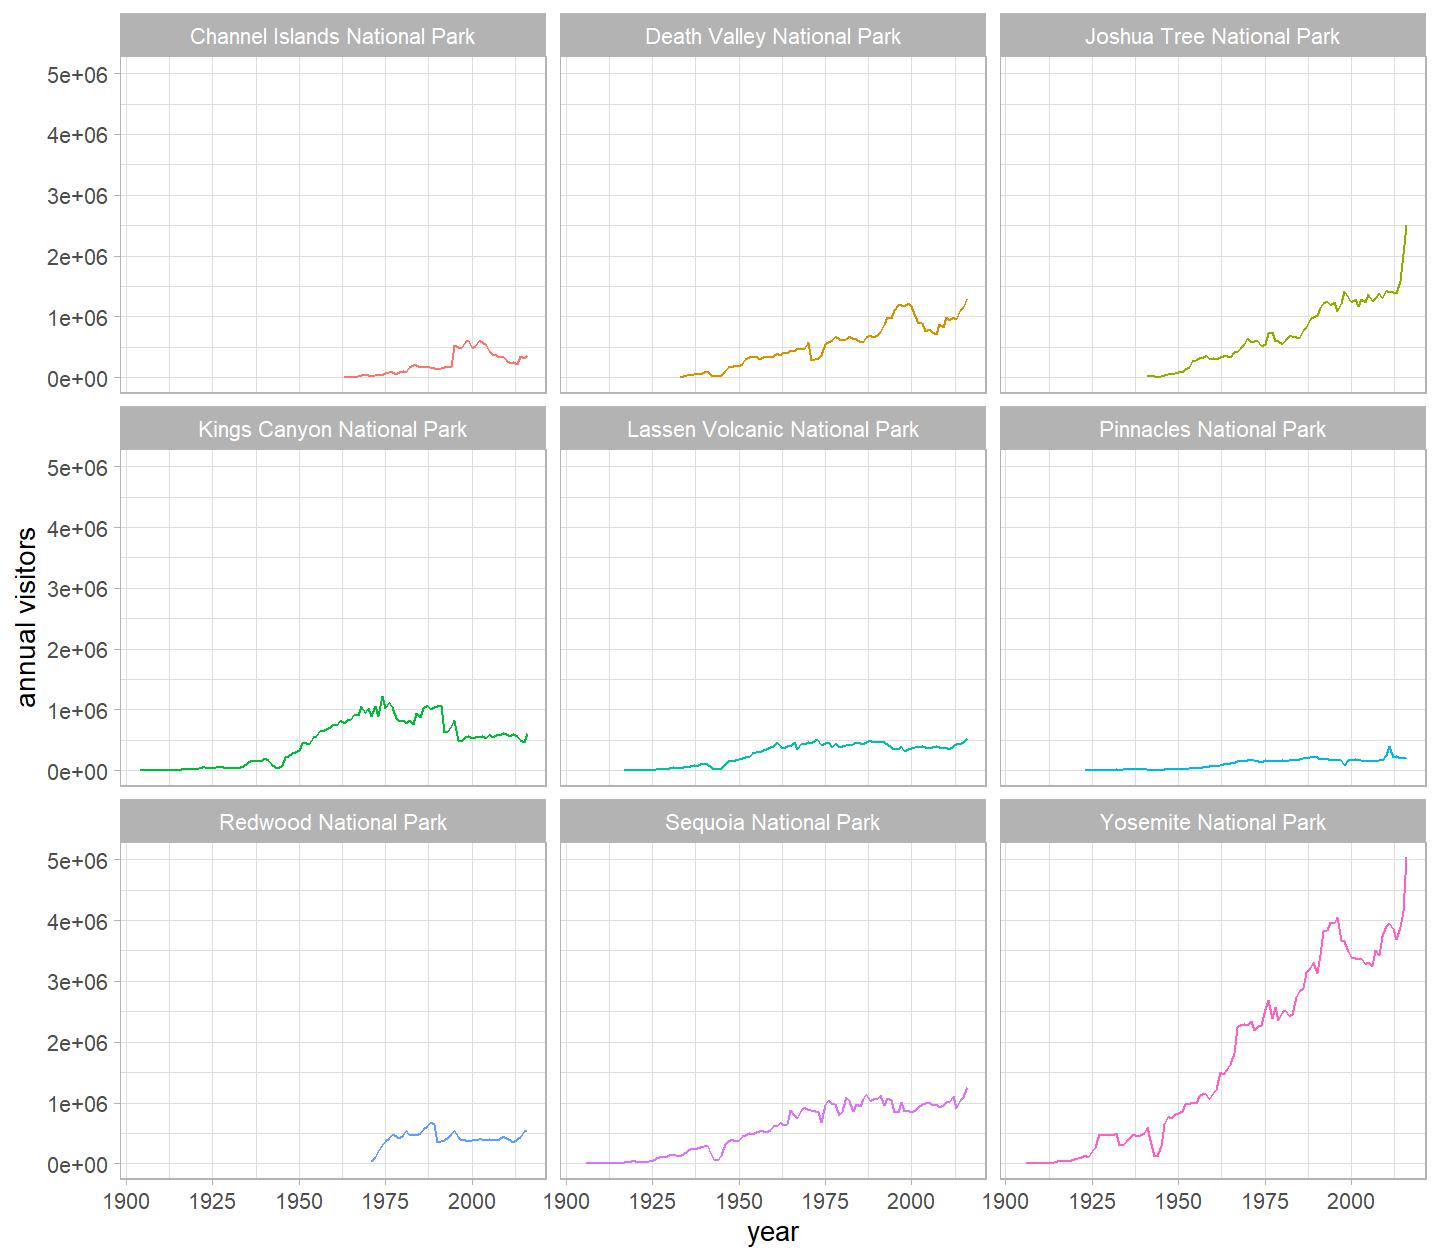 Channel Islands National Park
Death Valley National Park
Joshua Tree National Park
5e+06
4e+06
3e+06
2e+06
1e+06
0e+00
Kings Canyon National Park
Lassen Volcanic National Park
Pinnacles National Park
5e+06
4e+06
3e+06
2e+06
1e+06
0e+00
annual visitors
Redwood National Park
Sequoia National Park
Yosemite National Park
5e+06
4e+06
3e+06
2e+06
1e+06
0e+00
1900 1925 1950 1975 2000 1900 1925 1950 1975 2000 1900 1925 1950 1975 2000
year